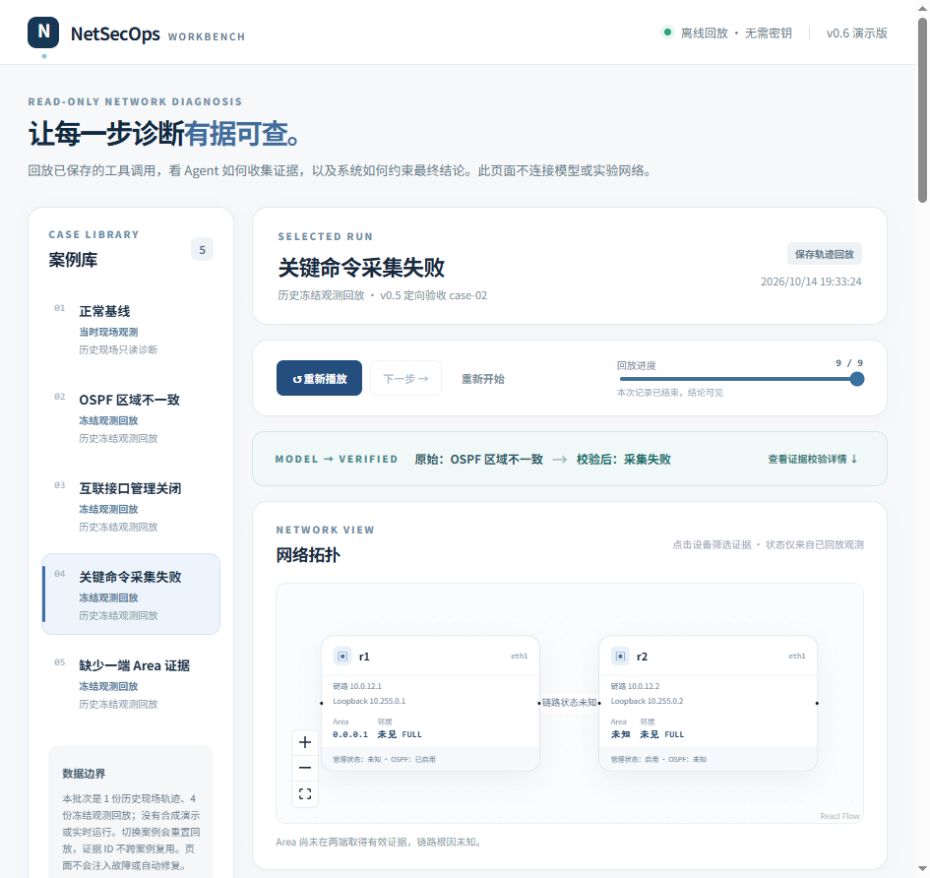 N NetSecOps WORKBENCH
离线回放 · 无需密钥
v0.6 演示版
READ-ONLY NETWORK DIAGNOSIS
让每一步诊断有据可查。
回放已保存的工具调用，看 Agent 如何收集证据，以及系统如何约束最终结论。此页面不连接模型或实验网络。
CASE LIBRARY
案例库
5
01 正常基线
当时现场观测
历史现场只读诊断
02 OSPF 区域不一致
冻结观测回放
历史冻结观测回放
03 互联接口管理关闭
冻结观测回放
历史冻结观测回放
04 关键命令采集失败
冻结观测回放
历史冻结观测回放
05 缺少一端 Area 证据
冻结观测回放
历史冻结观测回放
数据边界
本批次是 1 份历史现场轨迹、4
份冻结观测回放；没有合成演示
或实时运行。切换案例会重置回
放，证据 ID 不跨案例复用。页
面不会注入故障或自动修复。
SELECTED RUN
关键命令采集失败
历史冻结观测回放 · v0.5 定向验收 case-02
保存轨迹回放
2026/10/14 19:33:24
↺重新播放
下一步 →
重新开始
回放进度
9 / 9
本次记录已结束，结论可见
MODEL → VERIFIED
原始：OSPF 区域不一致 → 校验后：采集失败
查看证据校验详情 ↓
NETWORK VIEW
网络拓扑
点击设备筛选证据 · 状态仅来自已回放观测
r1
eth1
链路 10.0.12.1
Loopback 10.255.0.1
Area 邻居
0.0.0.1 未见 FULL
管理状态：未知 · OSPF：已启用
链路状态未知
r2
eth1
链路 10.0.12.2
Loopback 10.255.0.2
Area 邻居
未知 未见 FULL
管理状态：启用 · OSPF：未知
React Flow
Area 尚未在两端取得有效证据，链路根因未知。